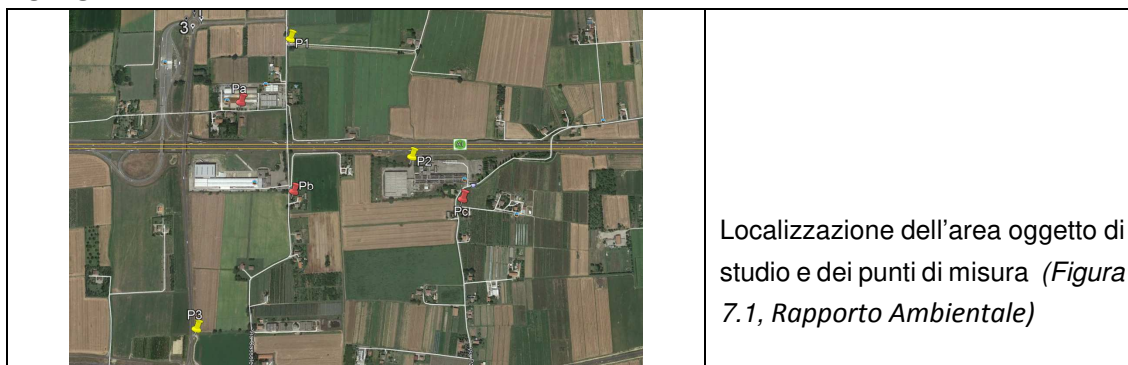 3
P1
Pa
P2
Pb
Pc
P3
Localizzazione dell'area oggetto di
studio e dei punti di misura (Figura
7.1, Rapporto Ambientale)